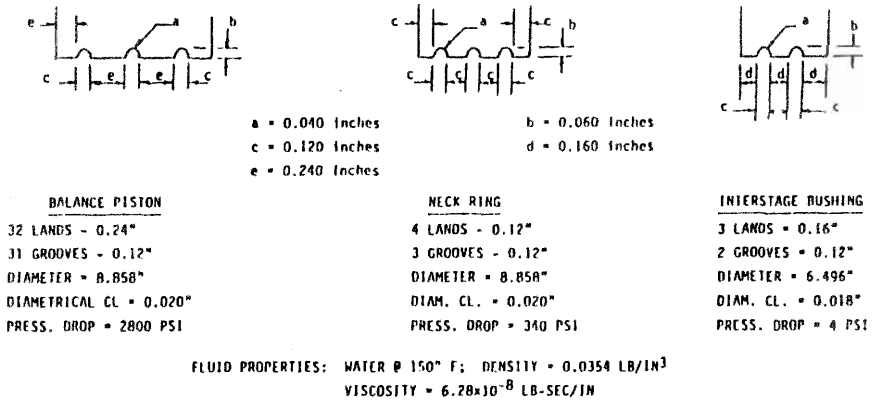 e a b
c a c b
a b
c e e c
c c c c
d d d
c c
a = 0.040 Inches b = 0.060 Inches
c = 0.120 Inches d = 0.160 Inches
e = 0.240 Inches
BALANCE PISTON NECK RING INTERSTAGE BUSHING
32 LANDS - 0.24" 4 LANDS - 0.12" 3 LANDS = 0.16"
31 GROOVES - 0.12" 3 GROOVES - 0.12" 2 GROOVES = 0.12"
DIAMETER = 8.858" DIAMETER = 8.858" DIAMETER = 6.496"
DIAMETRICAL CL = 0.020" DIAM. CL. = 0.020" DIAM. CL. = 0.018"
PRESS. DROP = 2800 PSI PRESS. DROP = 340 PSI PRESS. DROP = 4 PSI
FLUID PROPERTIES: WATER @ 150° F; DENSITY = 0.0354 LB/IN3
VISCOSITY = 6.28x10-8 LB-SEC/IN